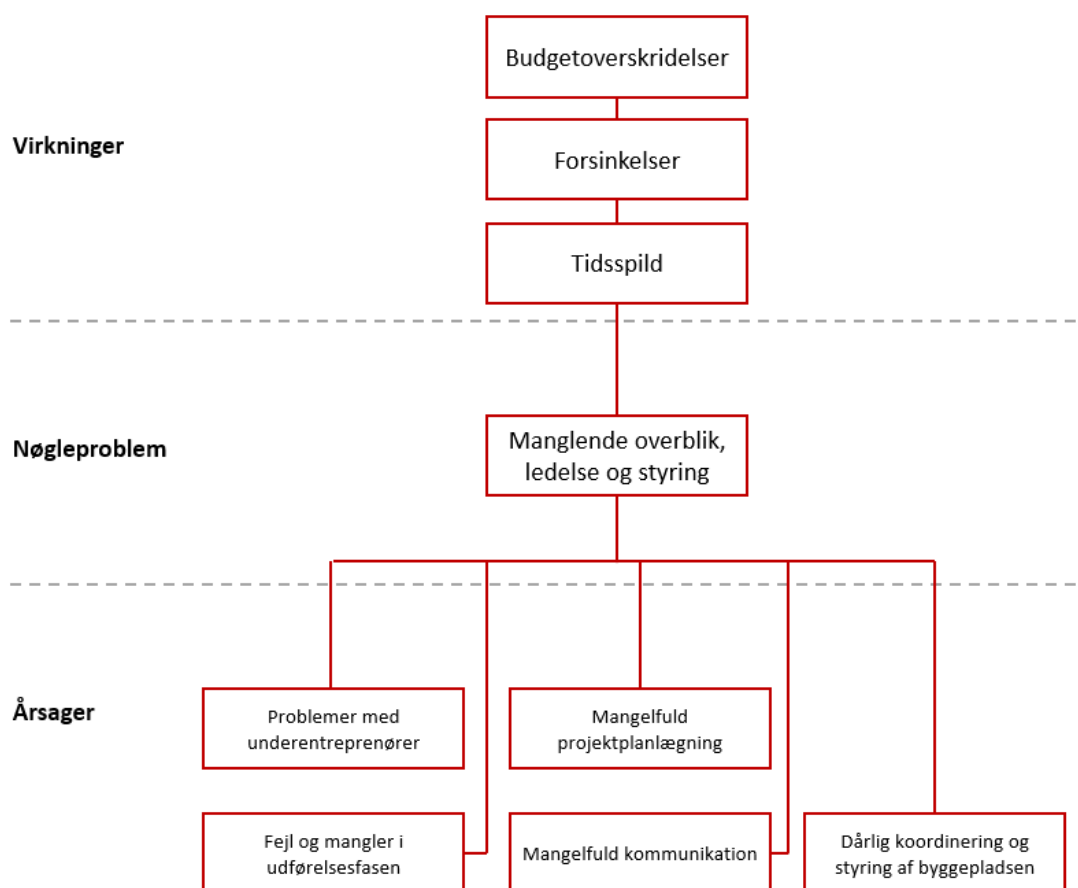 Budgetoverskridelser
Virkninger
Forsinkelser
Tidsspild
Nøgleproblem
Manglende overblik,
ledelse og styring
Årsager
Problemer med
underentreprenører
Mangelfuld
projektplanlægning
Fejl og mangler i
udførelsesfasen
Mangelfuld kommunikation
Dårlig koordinering og
styring af byggepladsen